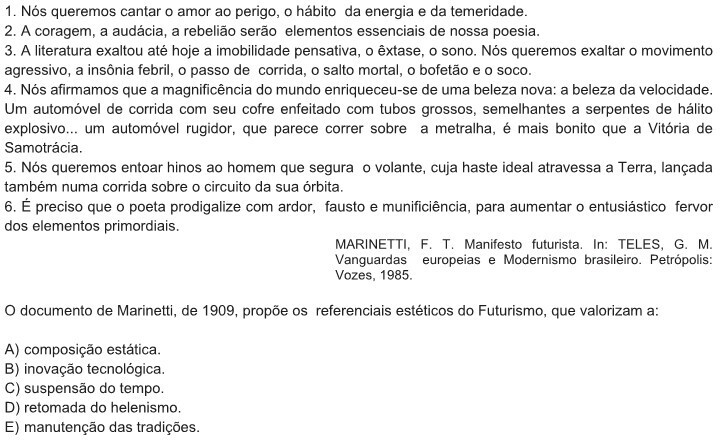 1. Nós queremos cantar o amor ao perigo, o hábito da energia e da temeridade.
2. A coragem, a audácia, a rebelião serão elementos essenciais de nossa poesia.
3. A literatura exaltou até hoje a imobilidade pensativa, o êxtase, o sono. Nós queremos exaltar o movimento
agressivo, a insônia febril, o passo de corrida, o salto mortal, o bofetão e o soco.
4. Nós afirmamos que a magnificência do mundo enriqueceu-se de uma beleza nova: a beleza da velocidade.
Um automóvel de corrida com seu cofre enfeitado com tubos grossos, semelhantes a serpentes de hálito
explosivo... um automóvel rugidor, que parece correr sobre a metralha, é mais bonito que a Vitória de
Samotrácia.
5. Nós queremos entoar hinos ao homem que segura o volante, cuja haste ideal atravessa a Terra, lançada
também numa corrida sobre o circuito da sua órbita.
6. É preciso que o poeta prodigalize com ardor, fausto e munificiência, para aumentar o entusiástico fervor
dos elementos primordiais.
MARINETTI, F. T. Manifesto futurista. In: TELES, G. M.
Vanguardas europeias e Modernismo brasileiro. Petrópolis:
Vozes, 1985.
O documento de Marinetti, de 1909, propõe os referenciais estéticos do Futurismo, que valorizam a:
A) composição estática.
B) inovação tecnológica.
C) suspensão do tempo.
D) retomada do helenismo.
E) manutenção das tradições.